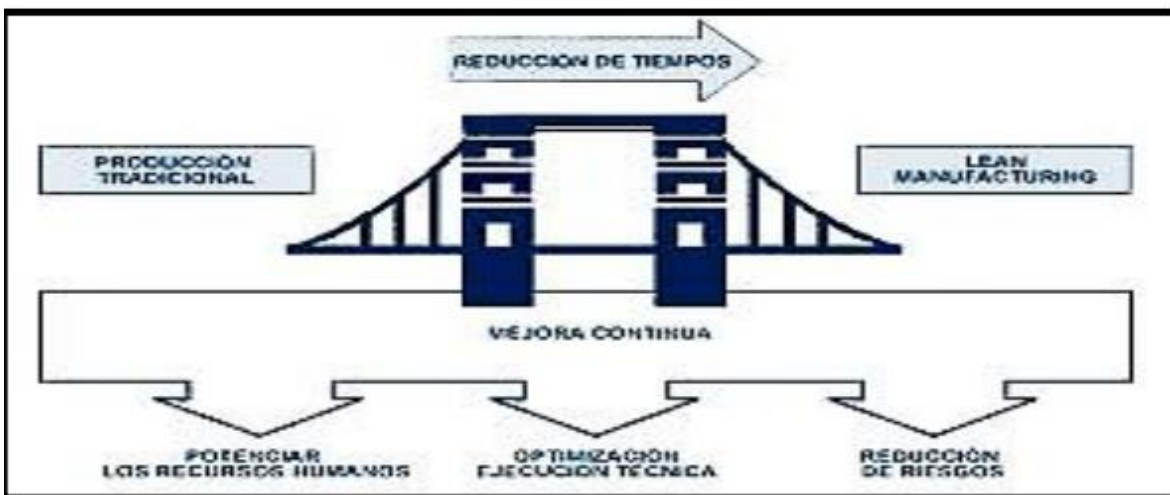 REDUCCIÓN DE TIEMPOS
PRODUCCIÓN
TRADICIONAL
LEAN
MANUFACTURING
MEJORA CONTINUA
POTENCIAR
LOS RECURSOS HUMANOS
OPTIMIZACIÓN
EJECUCIÓN TÉCNICA
REDUCCIÓN
DE RIESGOS